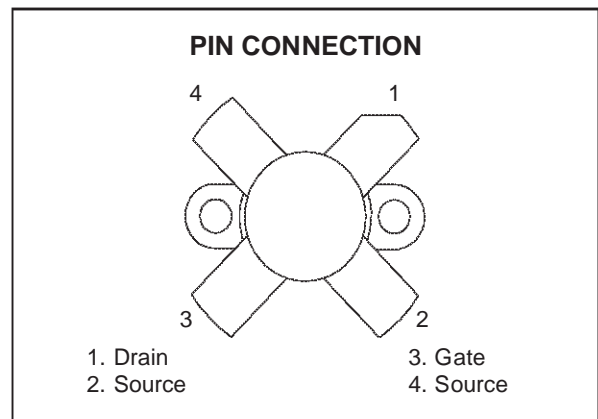 PIN CONNECTION
4
1
3
2
1. Drain
3. Gate
2. Source
4. Source